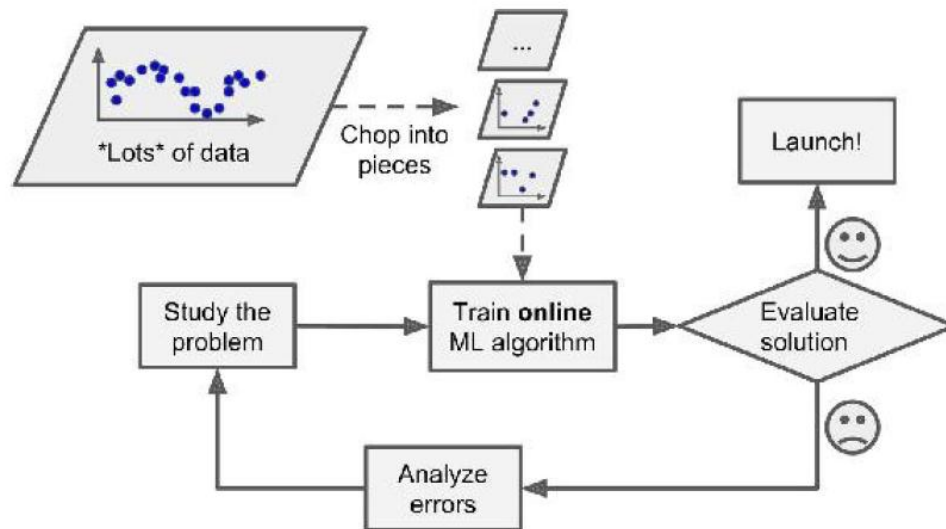 ...
*Lots* of data
Chop into
pieces
Launch!
Study the
problem
Train online
ML algorithm
Evaluate
solution
Analyze
errors